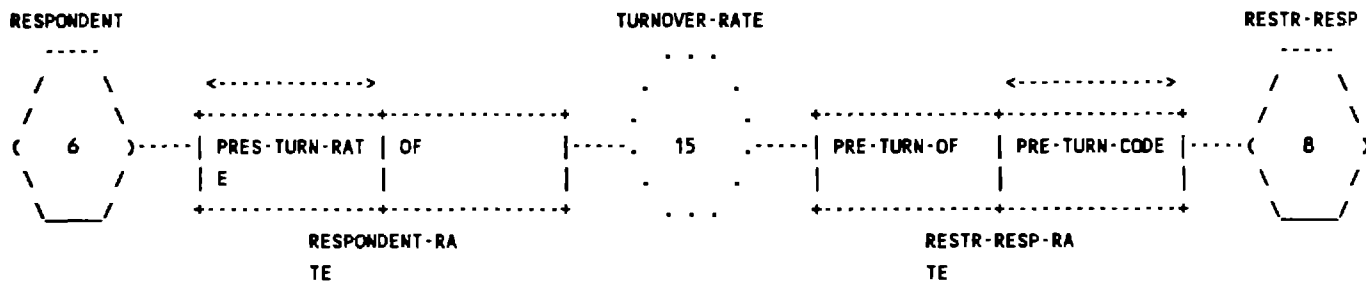 RESPONDENT TURNOVER-RATE RESTR-RESP
6 PRES-TURN-RAT OF 15 PRE-TURN-OF PRE-TURN-CODE 8
E
RESPONDENT-RA RESTR-RESP-RA
TE TE